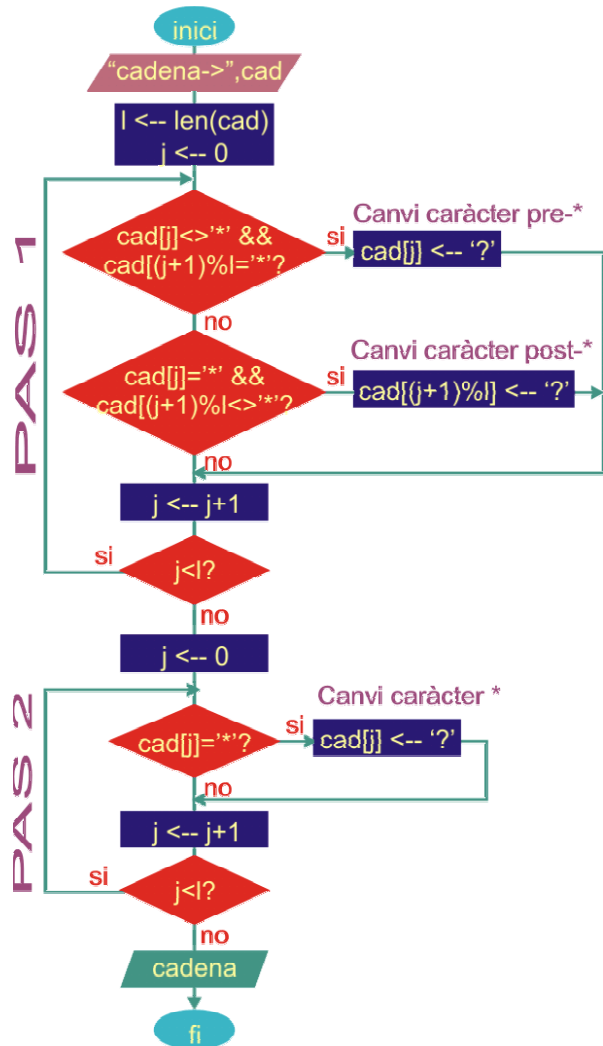 inici
“cadena->”,cad
l <-- len(cad)
j <-- 0
PAS 1
cad[j]<>'*' &&
cad[(j+1)%l='*'?
si
Canvi caràcter pre-*
cad[j] <-- ‘?’
no
cad[j]='*' &&
cad[(j+1)%l<>'*'?
si
Canvi caràcter post-*
cad[(j+1)%l] <-- ‘?’
no
j <-- j+1
si
j<l?
no
j <-- 0
PAS 2
cad[j]='*'?
si
Canvi caràcter *
cad[j] <-- ‘?’
no
j <-- j+1
si
j<l?
no
cadena
fi